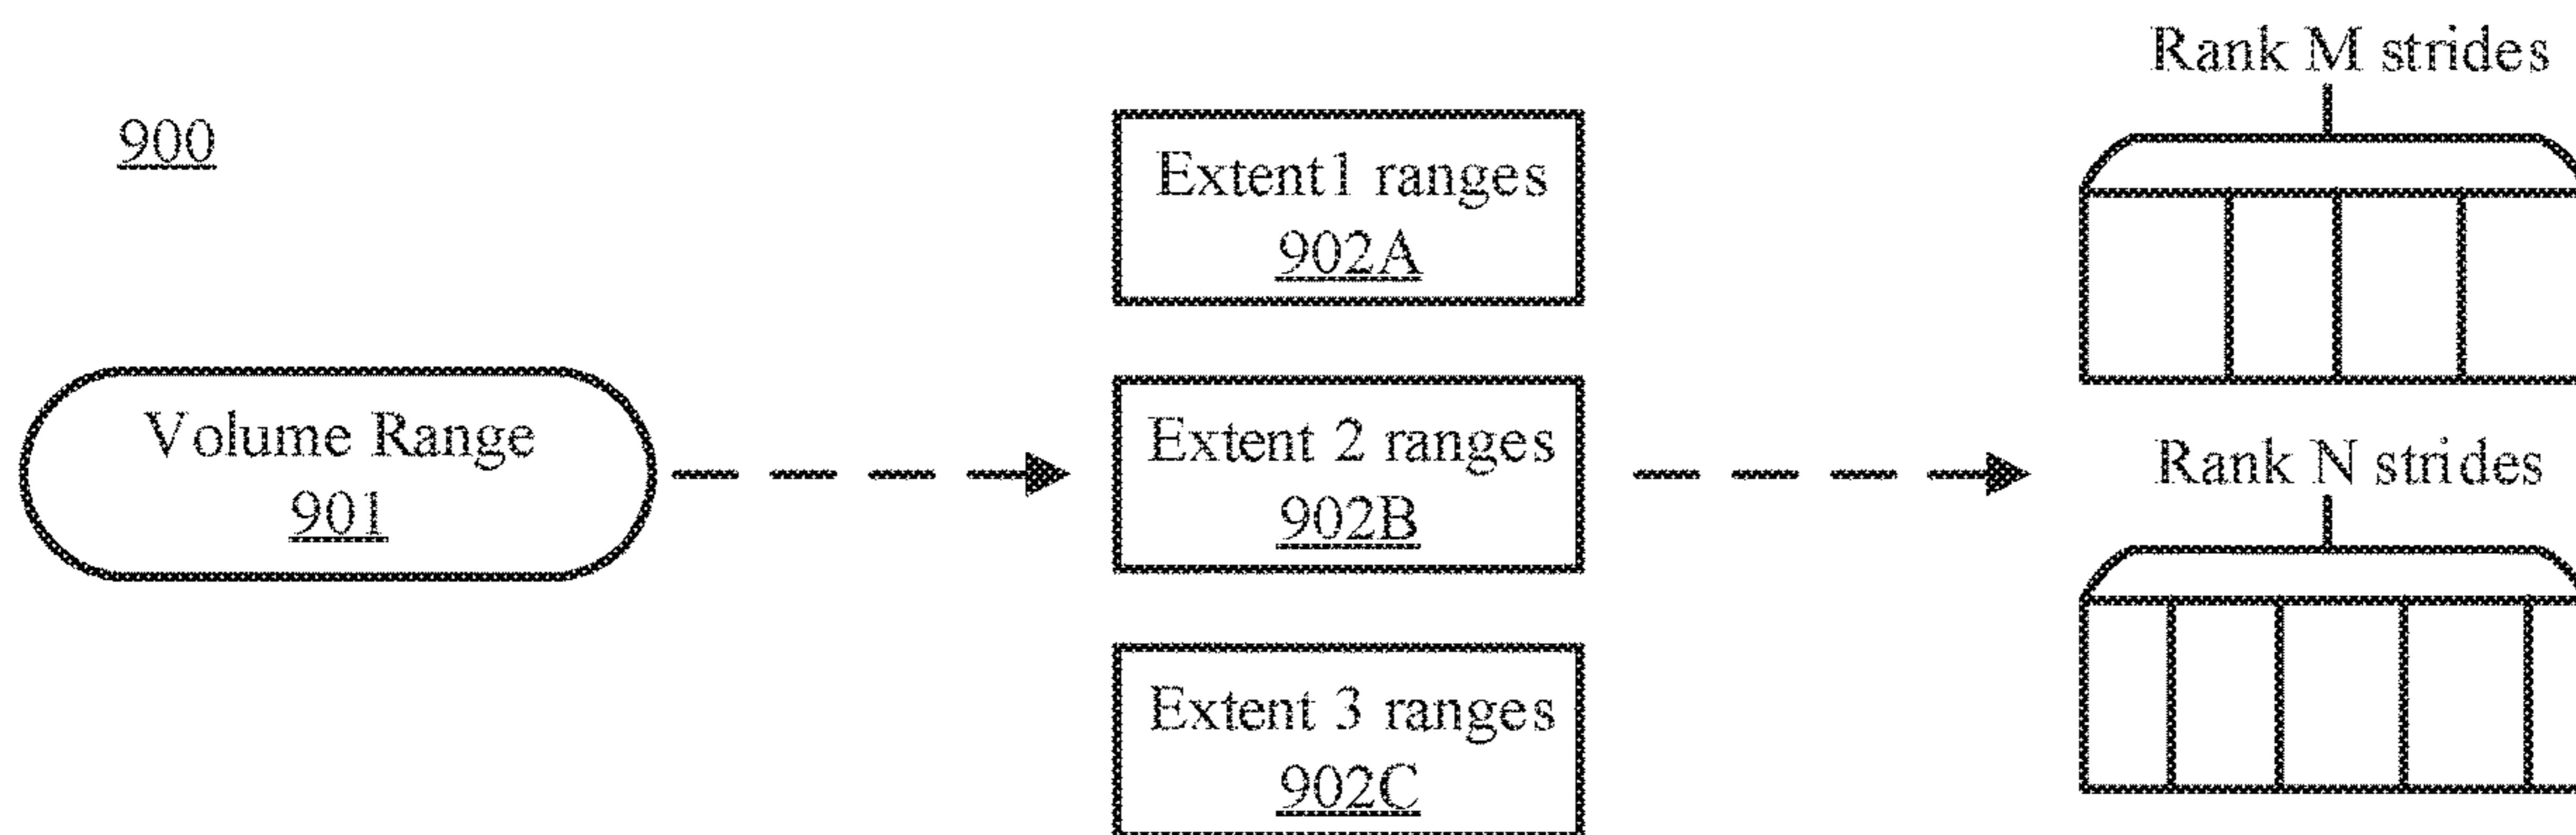 900
Volume Range
901
Extent1 ranges
902A
Extent 2 ranges
902B
Extent 3 ranges
902C
Rank M strides
Rank N strides